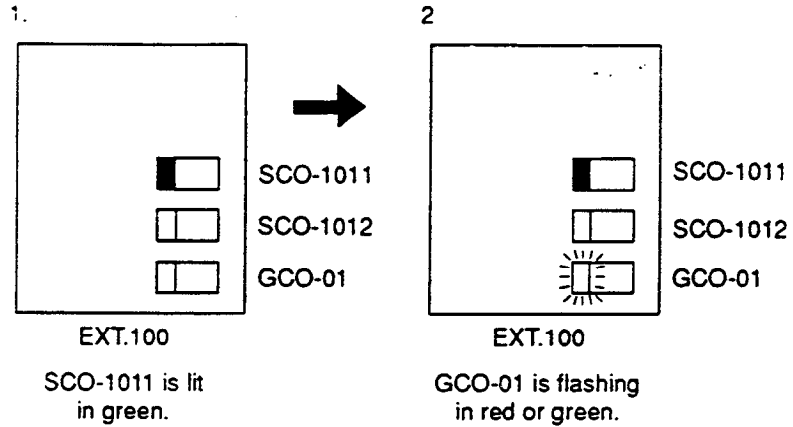 1.
2
SCO-1011
SCO-1012
GCO-01
EXT.100
SCO-1011 is lit
in green.
SCO-1011
SCO-1012
GCO-01
EXT.100
GCO-01 is flashing
in red or green.